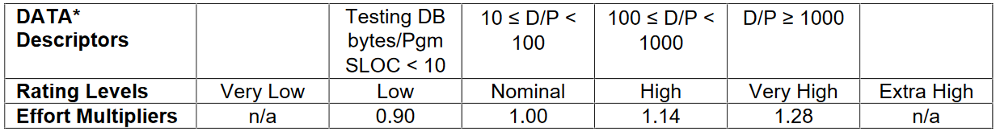 DATA* Descriptors Testing DB bytes/Pgm SLOC < 10 10 ≤ D/P < 100 100 ≤ D/P < 1000 D/P ≥ 1000
Rating Levels Very Low Low Nominal High Very High Extra High
Effort Multipliers n/a 0.90 1.00 1.14 1.28 n/a